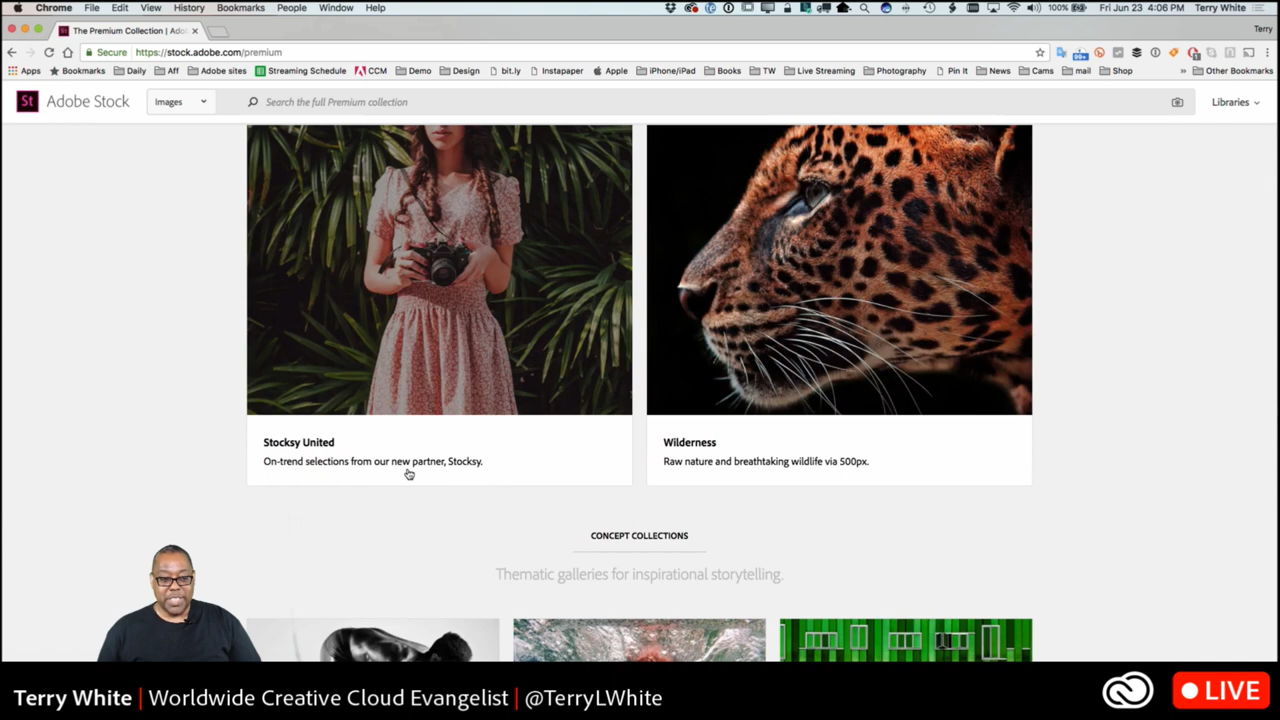 Chrome File Edit View History Bookmarks People Window Help 100% Fri Jun 23 4:06 PM Terry White
The Premium Collection | Ado Terry
Secure https://stock.adobe.com/premium
Apps Bookmarks Daily Aff Adobe sites Streaming Schedule CCM Demo Design bit.ly Instapaper Apple iPhone/iPad Books TW Live Streaming Photography Pin It News Cams mail Shop » Other Bookmarks
St Adobe Stock Images Search the full Premium collection Libraries
Stocksy United
On-trend selections from our new partner, Stocksy.
Wilderness
Raw nature and breathtaking wildlife via 500px.
CONCEPT COLLECTIONS
Thematic galleries for inspirational storytelling.
Terry White | Worldwide Creative Cloud Evangelist | @TerryLWhite LIVE